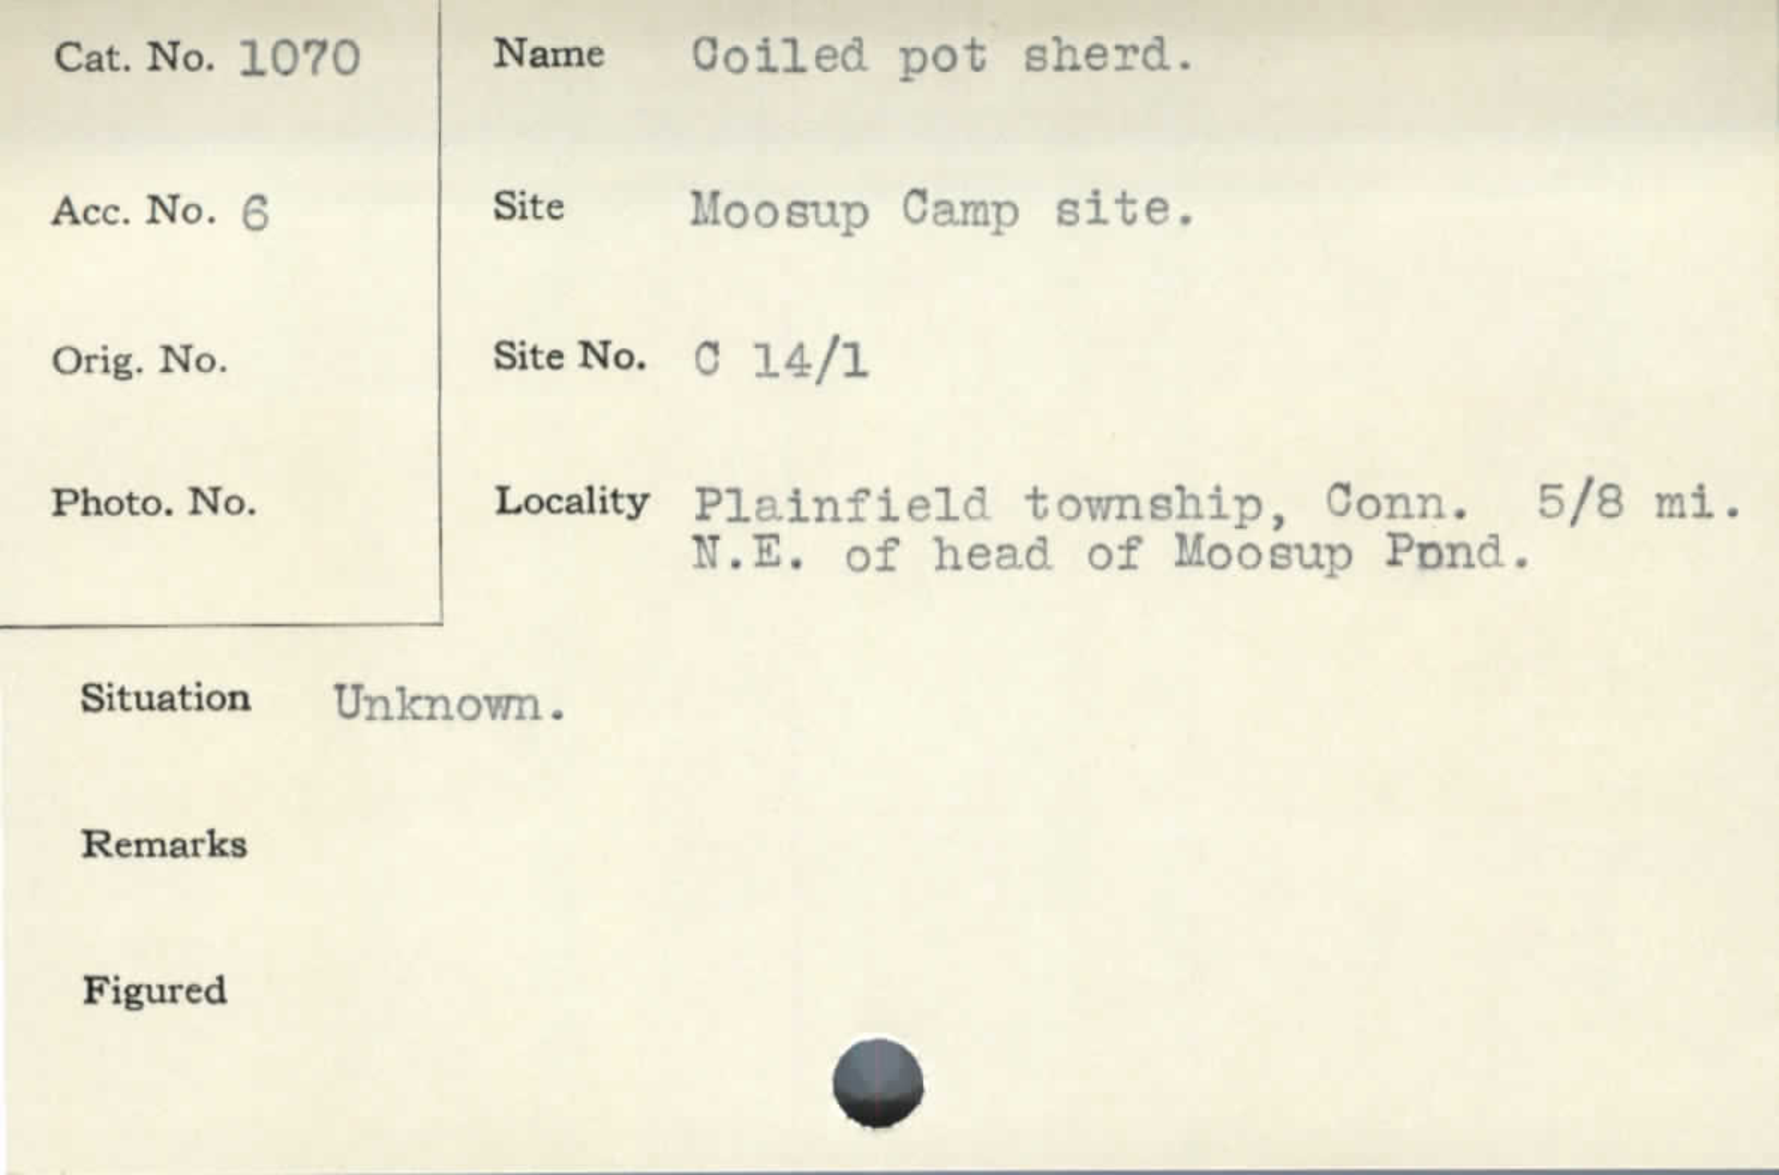 Cat. No. 1070
Name Coiled pot sherd.
Acc. No. 6
Site Moosup Camp site.
Orig. No.
Site No. C 14/1
Photo. No.
Locality Plainfield township, Conn. 5/8 mi.
N.E. of head of Moosup Pond.
Situation Unknown.
Remarks
Figured